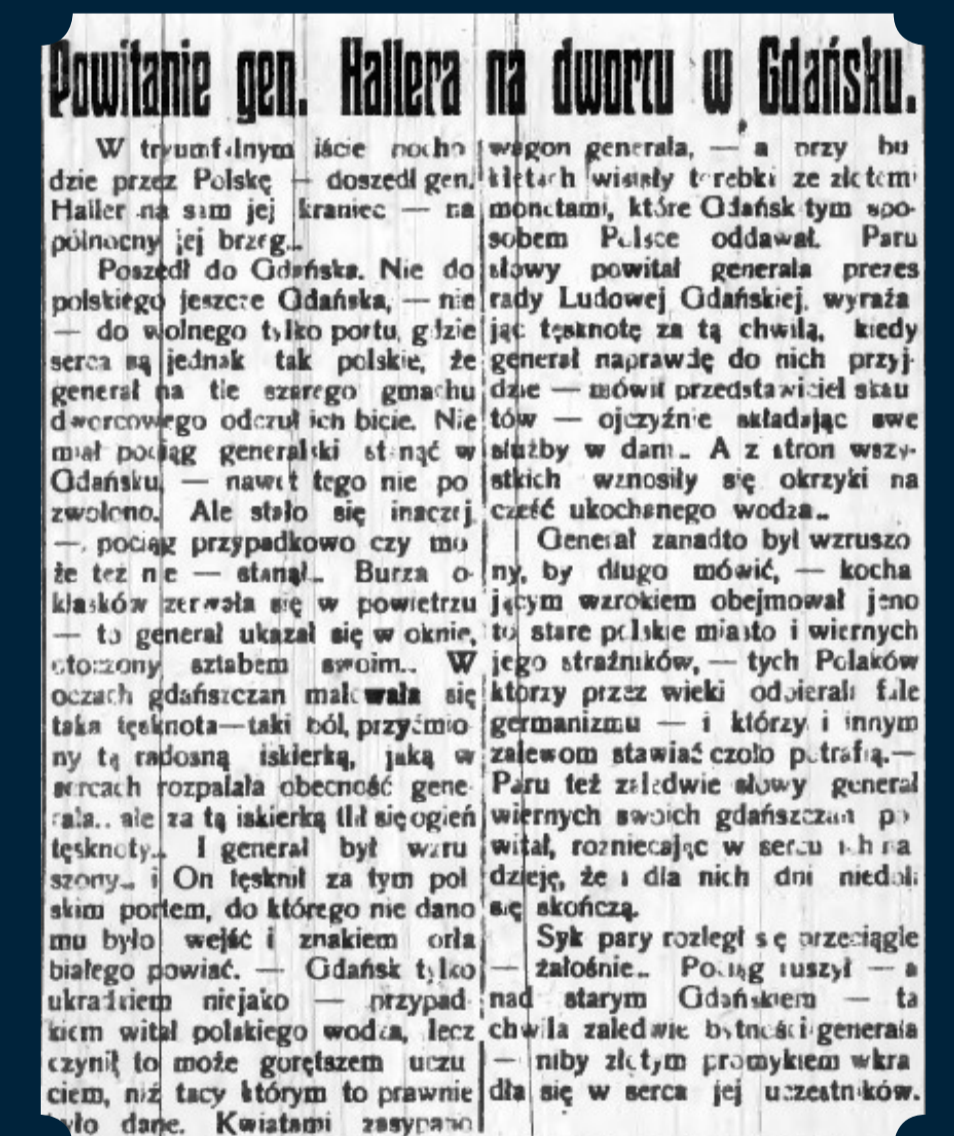 Powitanie gen. Hallera na dworcu w Gdańsku.
W tryumfalnym iście pocho
dzie przez Polskę — doszedł gen.
Haller na sam jej kraniec — na
północny jej brzeg..
Poszedł do Gdańska. Nie do
polskiego jeszcze Gdańska, — nie
— do wolnego tylko portu, gdzie
serca są jednak tak polskie, że
generał na tle szarego gmachu
dworcowego odczuł ich bicie. Nie
miał pociąg generalski stanąć w
Gdańsku, — nawet tego nie po
zwolono. Ale stało się inaczej
—, pociąg przypadkowo czy mo
że też nie — stanął.. Burza o-
klasków zerwała się w powietrzu
— to generał ukazał się w oknie,
otoczony sztabem swoim.. W
oczach gdańszczan malowała się
taka tęsknota—taki ból, przyćmio
ny tą radosną iskierką, jaką w
sercach rozpalała obecność gene-
rała.. ale za tą iskierką tlił się ogień
tęsknoty.. I generał był wzru
szony.. i On tęsknił za tym pol
skim portem, do którego nie dano
mu było wejść i znakiem orła
białego powiać. — Gdańsk tylko
ukradkiem niejako — przypad-
kiem witał polskiego wodza, lecz
czynił to może gorętszem uczu
ciem, niż tacy którym to prawnie
było dane. Kwiatami zasypano
wagon generała, — a przy bu
kietach wisiały torebki ze złotemi
monetami, które Gdańsk tym spo-
sobem Polsce oddawał. Paru
słowy powitał generała prezes
rady Ludowej Gdańskiej, wyraża
jąc tęsknotę za tą chwilą, kiedy
generał naprawdę do nich przyj-
dzie — mówił przedstawiciel skau
tów — ojczyźnie składając swe
służby w dani.. A z stron wszy-
stkich wznosiły się okrzyki na
cześć ukochanego wodza..
Generał zanadto był wzruszo
ny, by długo mówić, — kocha
jącym wzrokiem obejmował jeno
to stare polskie miasto i wiernych
jego strażników, — tych Polaków
którzy przez wieki odpierali fale
germanizmu — i którzy i innym
zalewom stawiać czoło potrafią.—
Paru też zaledwie słowy generał
wiernych swoich gdańszczan po
witał, rozniecając w sercu ich na
dzieję, że i dla nich dni niedoli
się skończą.
Syk pary rozległ się przeciągle
— żałośnie.. Pociąg ruszył — a
nad starym Gdańskiem — ta
chwila zaledwie bytności generała
— niby złotym promykiem wkra
dła się w serca jej uczestników.